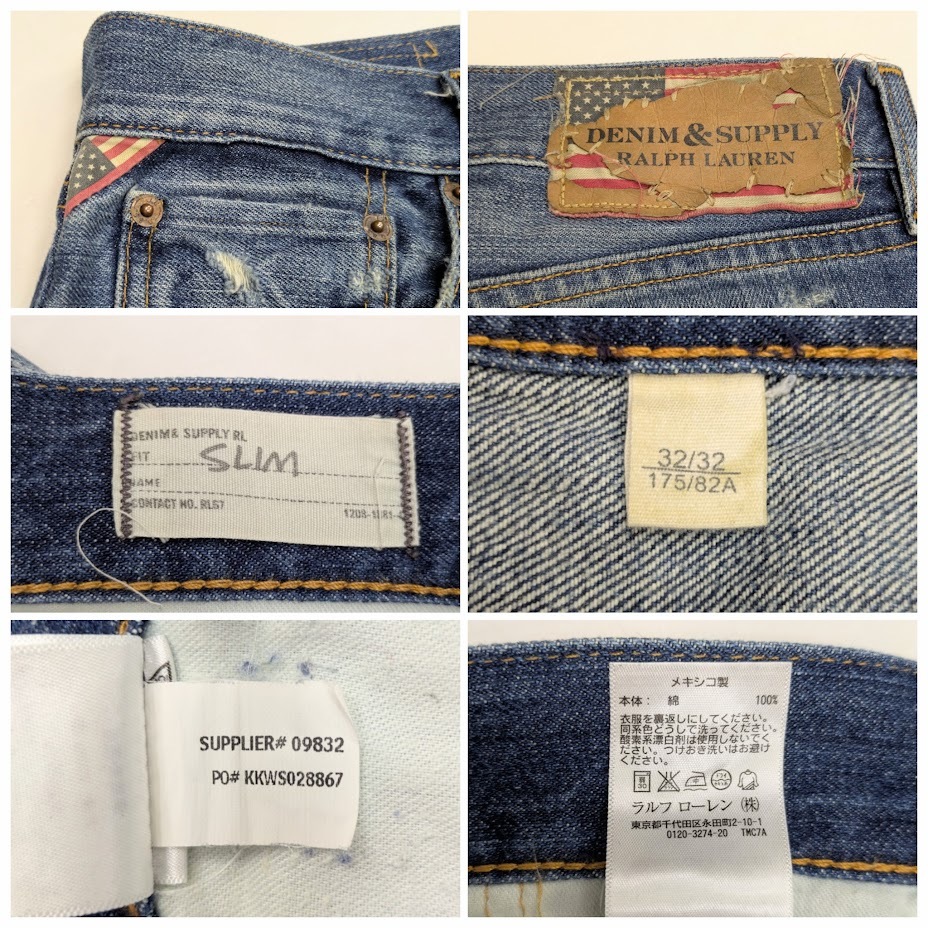 DENIM & SUPPLY
RALPH LAUREN
DENIM & SUPPLY RL
FIT
SLIM
NAME
CONTACT NO. RL67
32/32
175/82A
SUPPLIER# 09832
PO# KKWS028867
メキシコ製
本体: 綿 100%
衣服を裏返しにしてください。
同系色どうしで洗ってください。
酸素系漂白剤は使用しないでく
ださい。つけおき洗いはお避け
ください。
ラルフ ローレン (株)
東京都千代田区永田町2-10-1
0120-3274-20 TMC7A